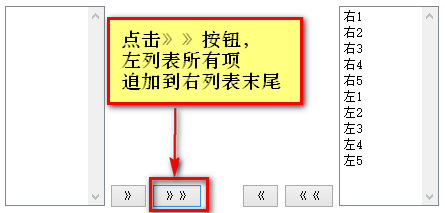 点击》》按钮，
左列表所有项
追加到右列表末尾
右1
右2
右3
右4
右5
左1
左2
左3
左4
左5
》
》》
《
《《